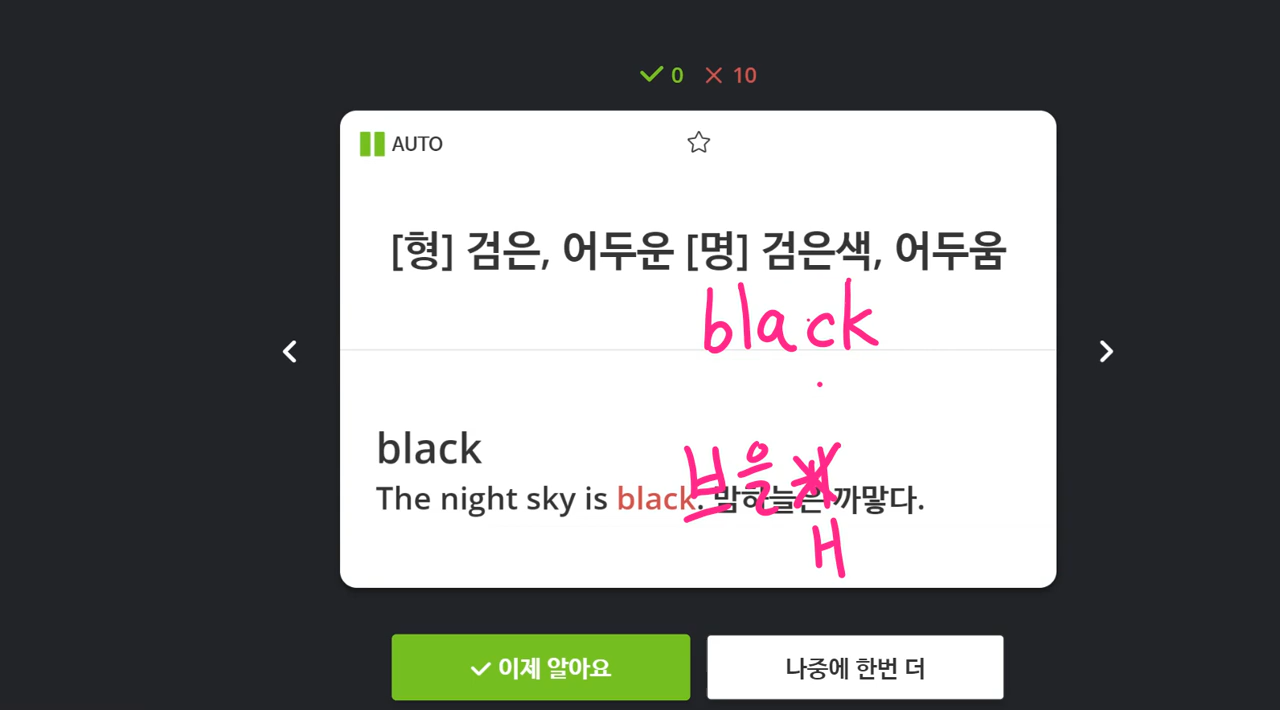 0 10
AUTO
[형] 검은, 어두운 [명] 검은색, 어두움
black
black
The night sky is black. 밤하늘은 까맣다.
브을
ㅐ
이제 알아요
나중에 한번 더